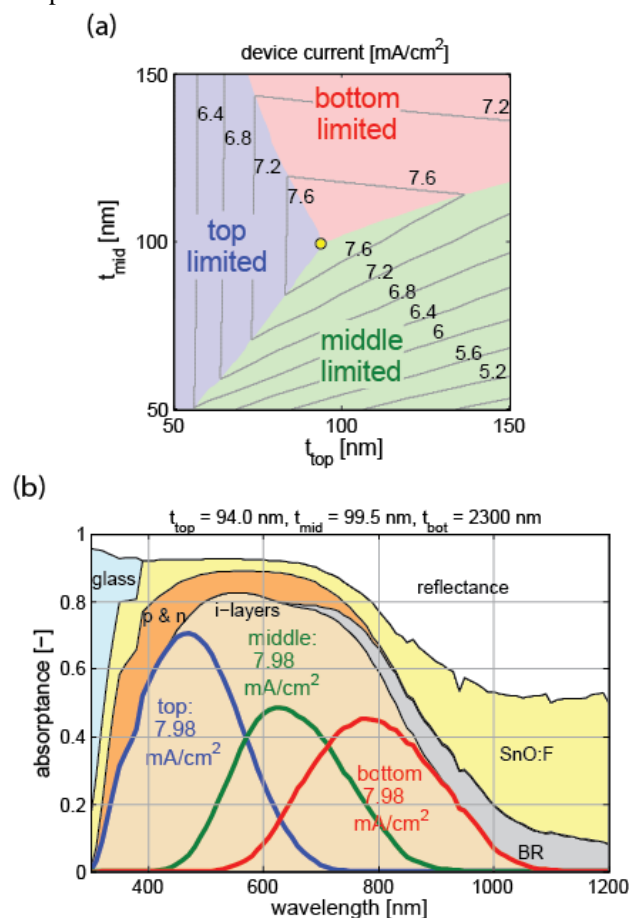 (a)
device current [mA/cm²]
150
100
50
t_mid [nm]
6.4
6.8
7.2
7.6
bottom
limited
7.2
7.6
top
limited
7.6
7.2
6.8
6.4
6
5.6
5.2
middle
limited
50
100
150
t_top [nm]
(b)
t_top = 94.0 nm, t_mid = 99.5 nm, t_bot = 2300 nm
1
0.8
0.6
0.4
0.2
0
absorptance [–]
glass
p & n
i–layers
reflectance
middle:
7.98
mA/cm²
top:
7.98
mA/cm²
bottom
7.98
mA/cm²
SnO:F
BR
400
600
800
1000
1200
wavelength [nm]